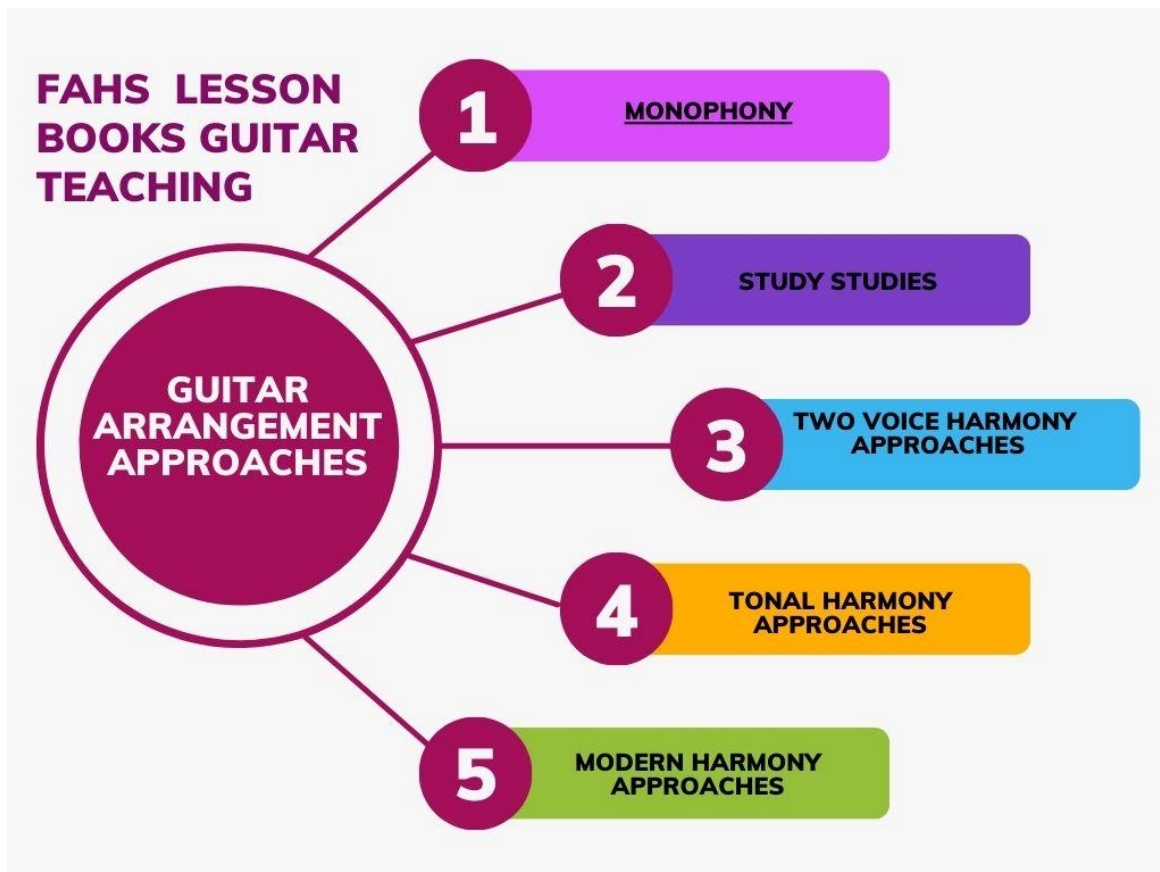 FAHS LESSON
BOOKS GUITAR
TEACHING
GUITAR
ARRANGEMENT
APPROACHES
1
MONOPHONY
2
STUDY STUDIES
3
TWO VOICE HARMONY
APPROACHES
4
TONAL HARMONY
APPROACHES
5
MODERN HARMONY
APPROACHES